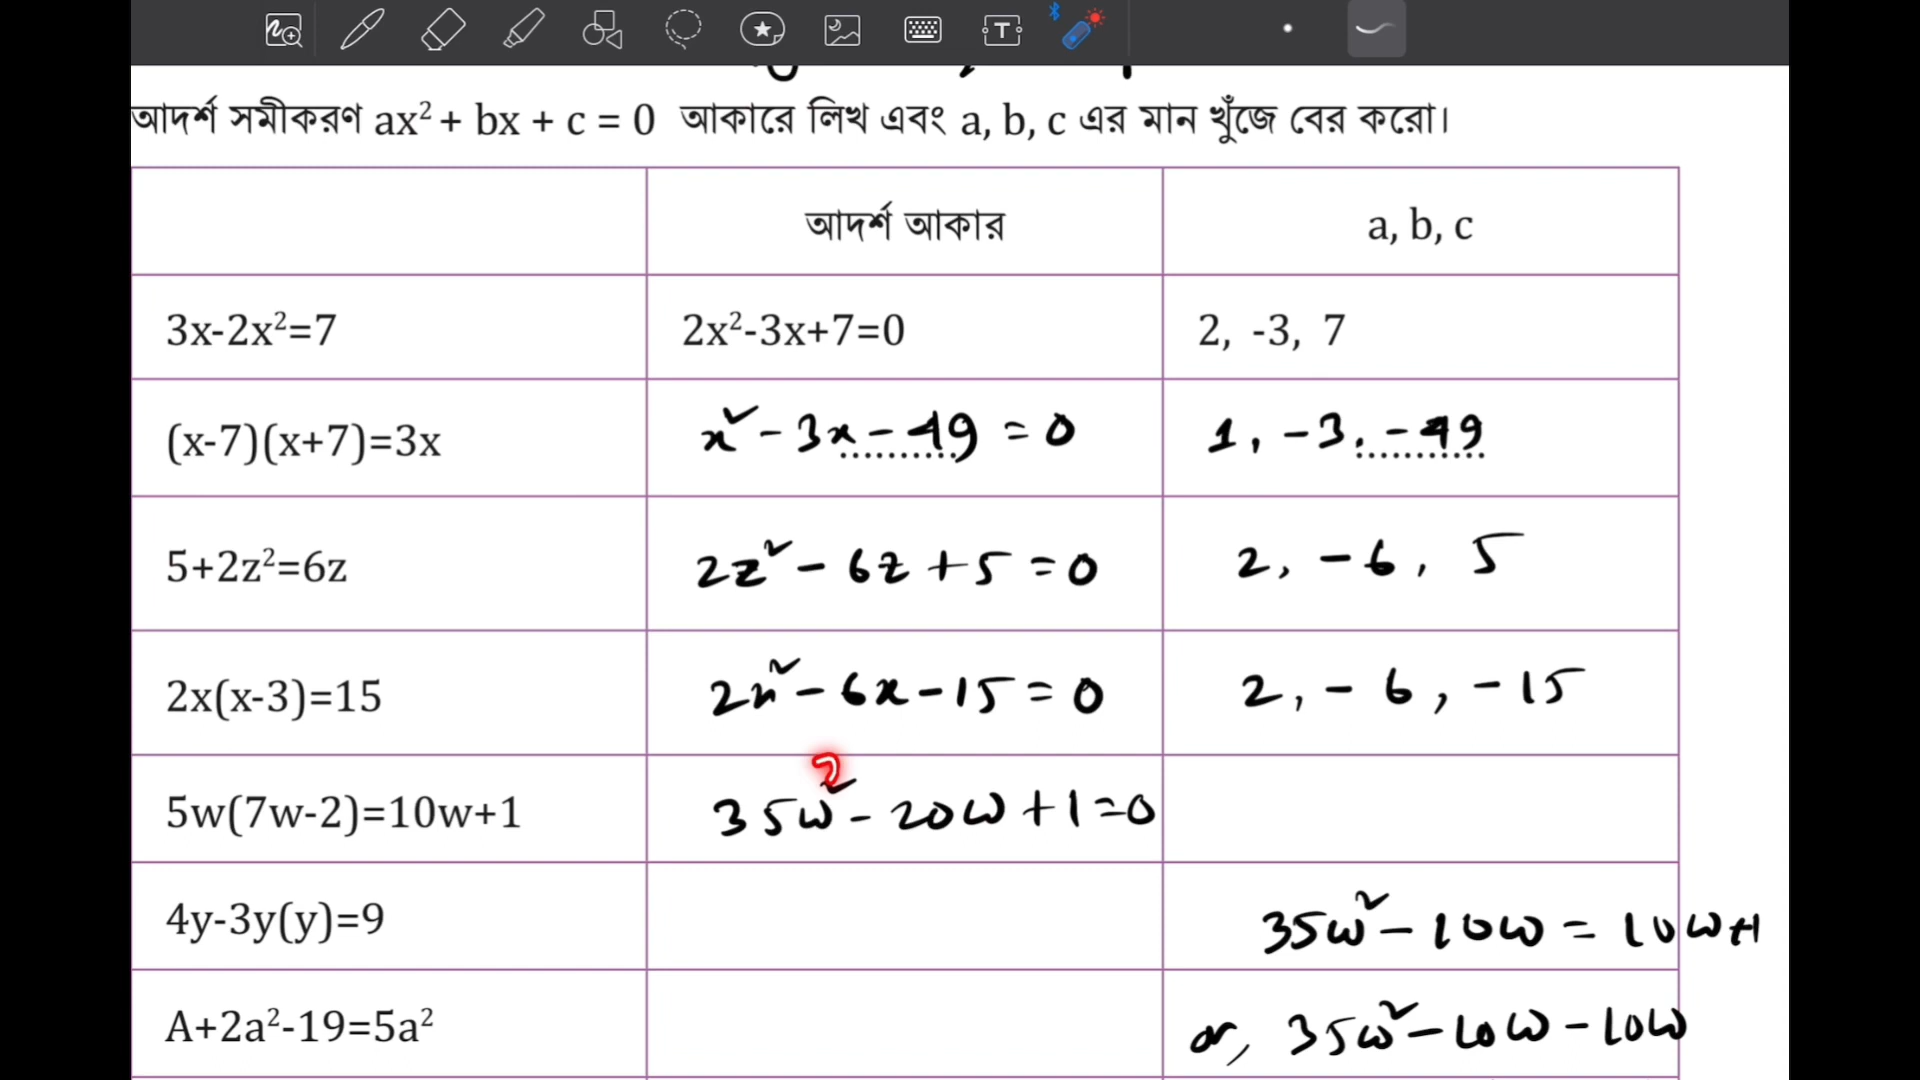 আদর্শ সমীকরণ ax² + bx + c = 0 আকারে লিখ এবং a, b, c এর মান খুঁজে বের করো।
আদর্শ আকার a, b, c
3x-2x²=7 2x²-3x+7=0 2, -3, 7
(x-7)(x+7)=3x x² - 3x - 49 = 0 1, -3, -49
5+2z²=6z 2z² - 6z + 5 = 0 2, -6, 5
2x(x-3)=15 2x² - 6x - 15 = 0 2, -6, -15
5w(7w-2)=10w+1 35w² - 20w + 1 = 0
4y-3y(y)=9 35w² - 10w = 10w+1
A+2a²-19=5a² or, 35w² - 10w - 10w